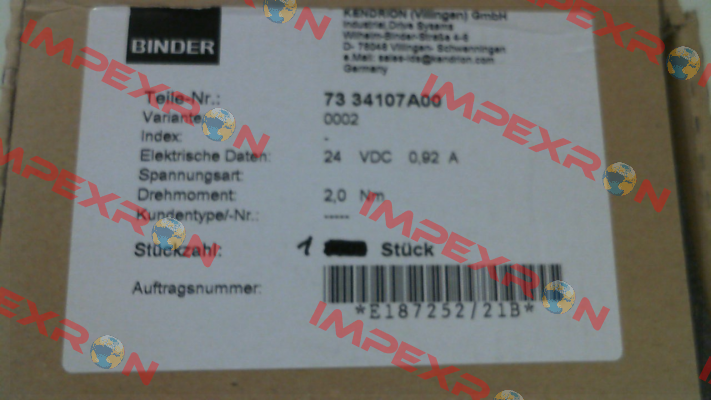 BINDER
KENDRION (Villingen) GmbH
Industrial Drive Systems
Wilhelm-Binder-Straße 4-6
D- 78048 Villingen- Schwenningen
e.Mail: sales-ids@kendrion.com
Germany
Teile-Nr.: 73 34107A00
Variante: 0002
Index: -
Elektrische Daten: 24 VDC 0,92 A
Spannungsart:
Drehmoment: 2,0 Nm
Kundentype/-Nr.: -----
Stückzahl: 1 Stück
Auftragsnummer:
*E187252/21B*
IMPEXRON
IMPEXRON
IMPEXRON
IMPEXRON
IMPEXRON
IMPEXRON